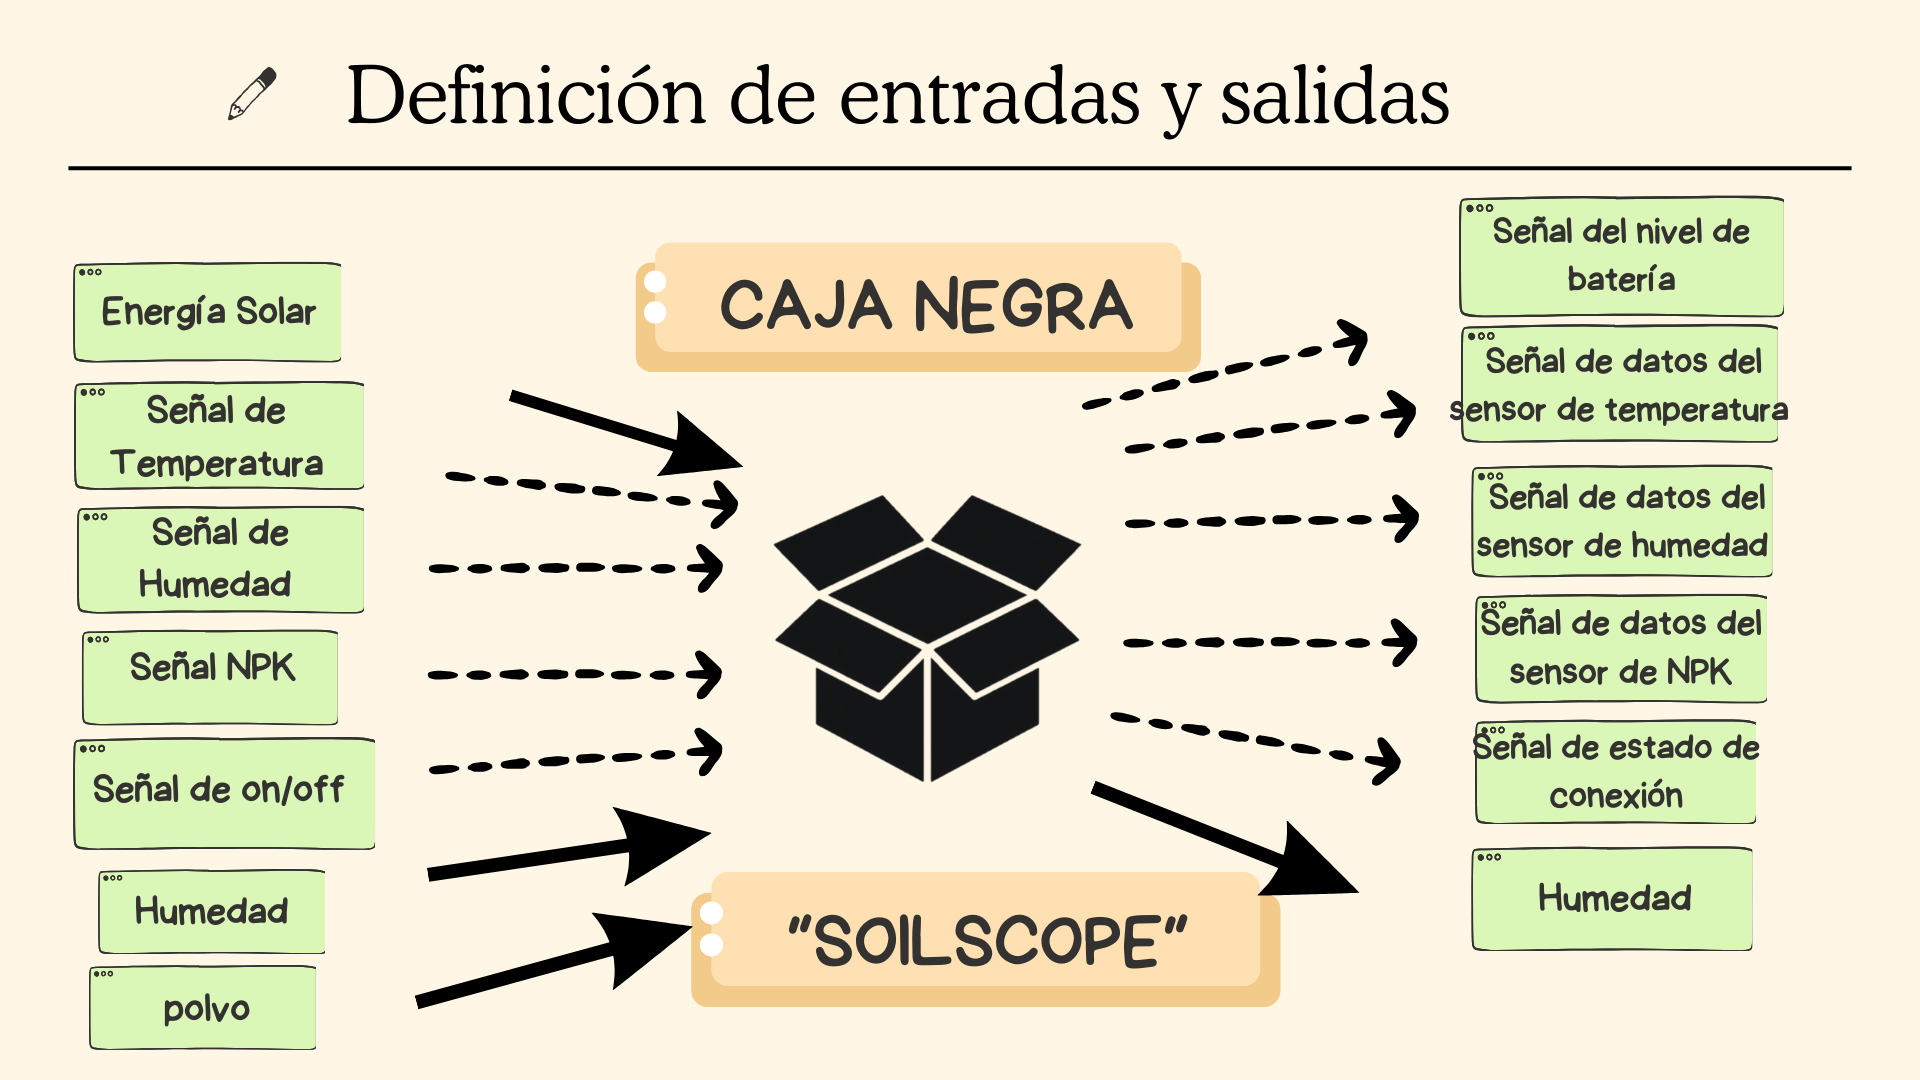 Definición de entradas y salidas
Energía Solar
Señal de
Temperatura
Señal de
Humedad
Señal NPK
Señal de on/off
Humedad
polvo
CAJA NEGRA
"SOILSCOPE"
Señal del nivel de
batería
Señal de datos del
sensor de temperatura
Señal de datos del
sensor de humedad
Señal de datos del
sensor de NPK
Señal de estado de
conexión
Humedad